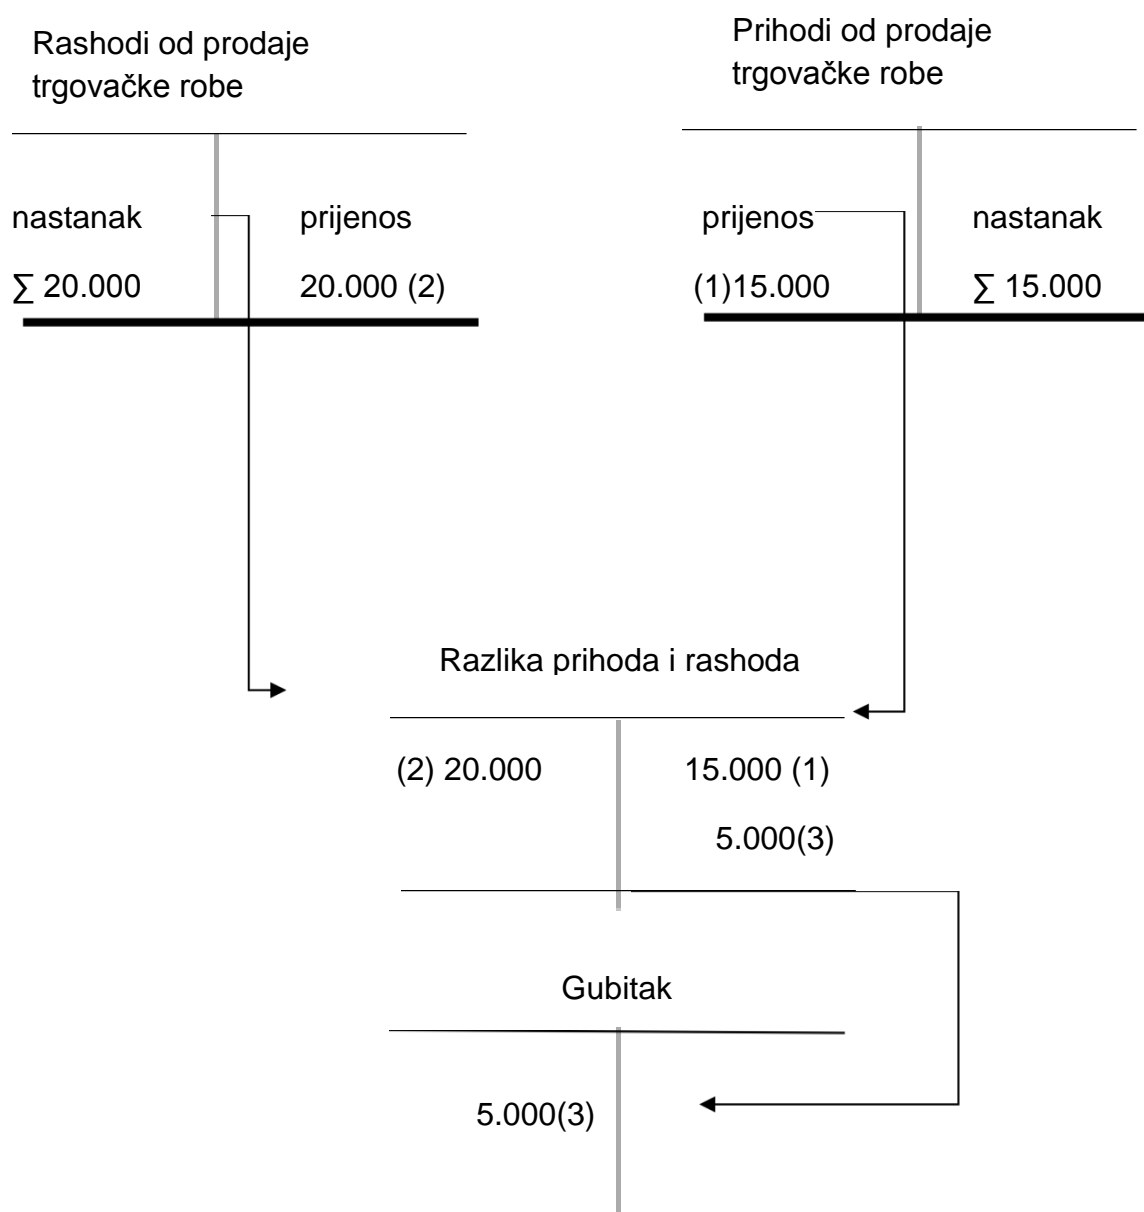 Rashodi od prodaje
trgovačke robe
Prihodi od prodaje
trgovačke robe
nastanak prijenos
∑ 20.000 20.000 (2)
prijenos nastanak
(1)15.000 ∑ 15.000
Razlika prihoda i rashoda
(2) 20.000 15.000 (1)
5.000(3)
Gubitak
5.000(3)